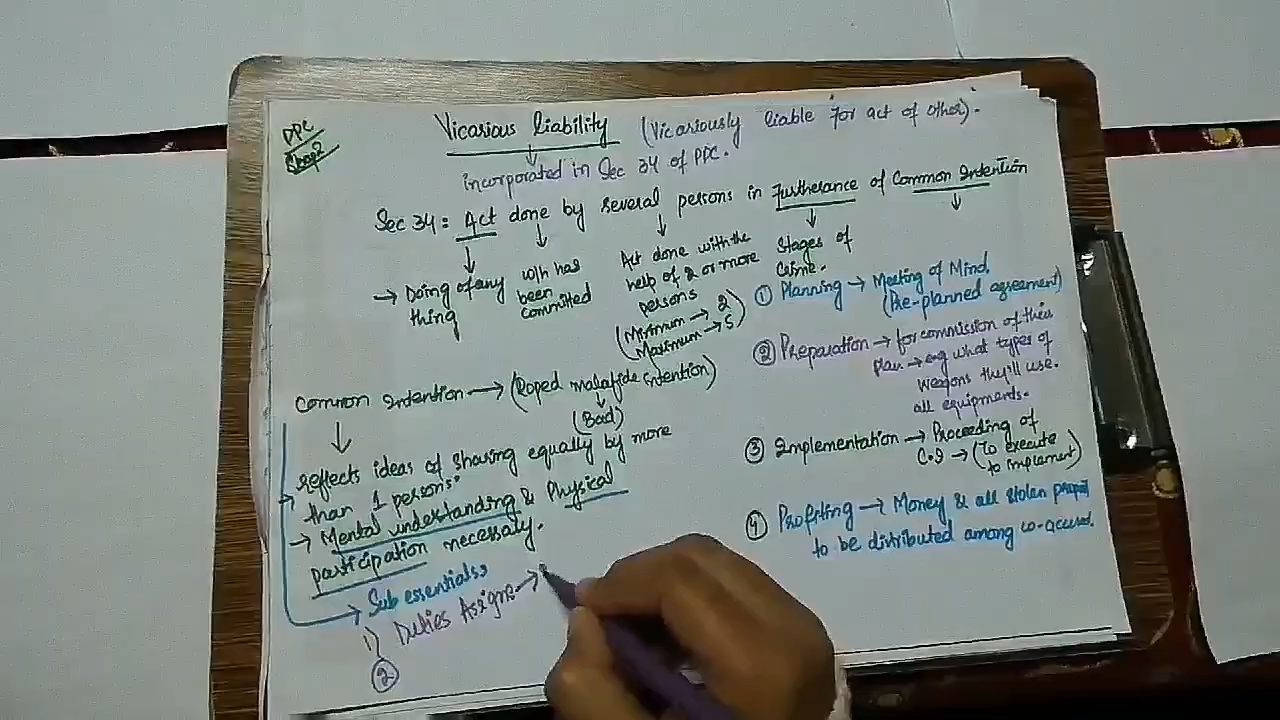 PPC
Chap2
Vicarious liability (Vicariously liable for act of other).
incorporated in Sec 34 of PPC.
Sec 34: Act done by several persons in furtherance of Common Intention
→ Doing of any thing
w/h has been committed
Act done with the help of 2 or more persons
(Minimum → 2
Maximum → 5)
Stages of Crime.
① Planning → Meeting of Mind.
(Pre-planned agreement)
② Preparation → for commission of their
plan → eg what types of
weapons they'll use.
all equipments.
③ Implementation → Proceeding of
C.I → (To execute
to implement)
④ Profiting → Money & all stolen
to be distributed among co-accused.
Common Intention → (Roped malafide intention)
(Bad)
→ reflects ideas of sharing equally by more
than 1 persons.
→ Mental understanding & Physical
participation necessary.
→ Sub essentials:
1) Duties Assigns →
②